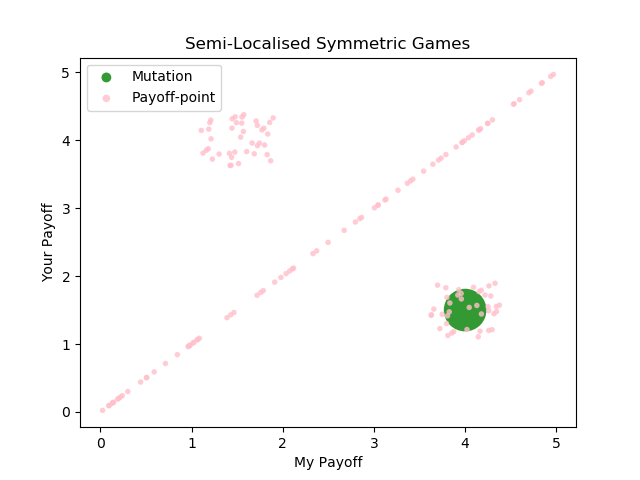 Semi-Localised Symmetric Games
Mutation
Payoff-point
Your Payoff
5
4
3
2
1
0
0 1 2 3 4 5
My Payoff